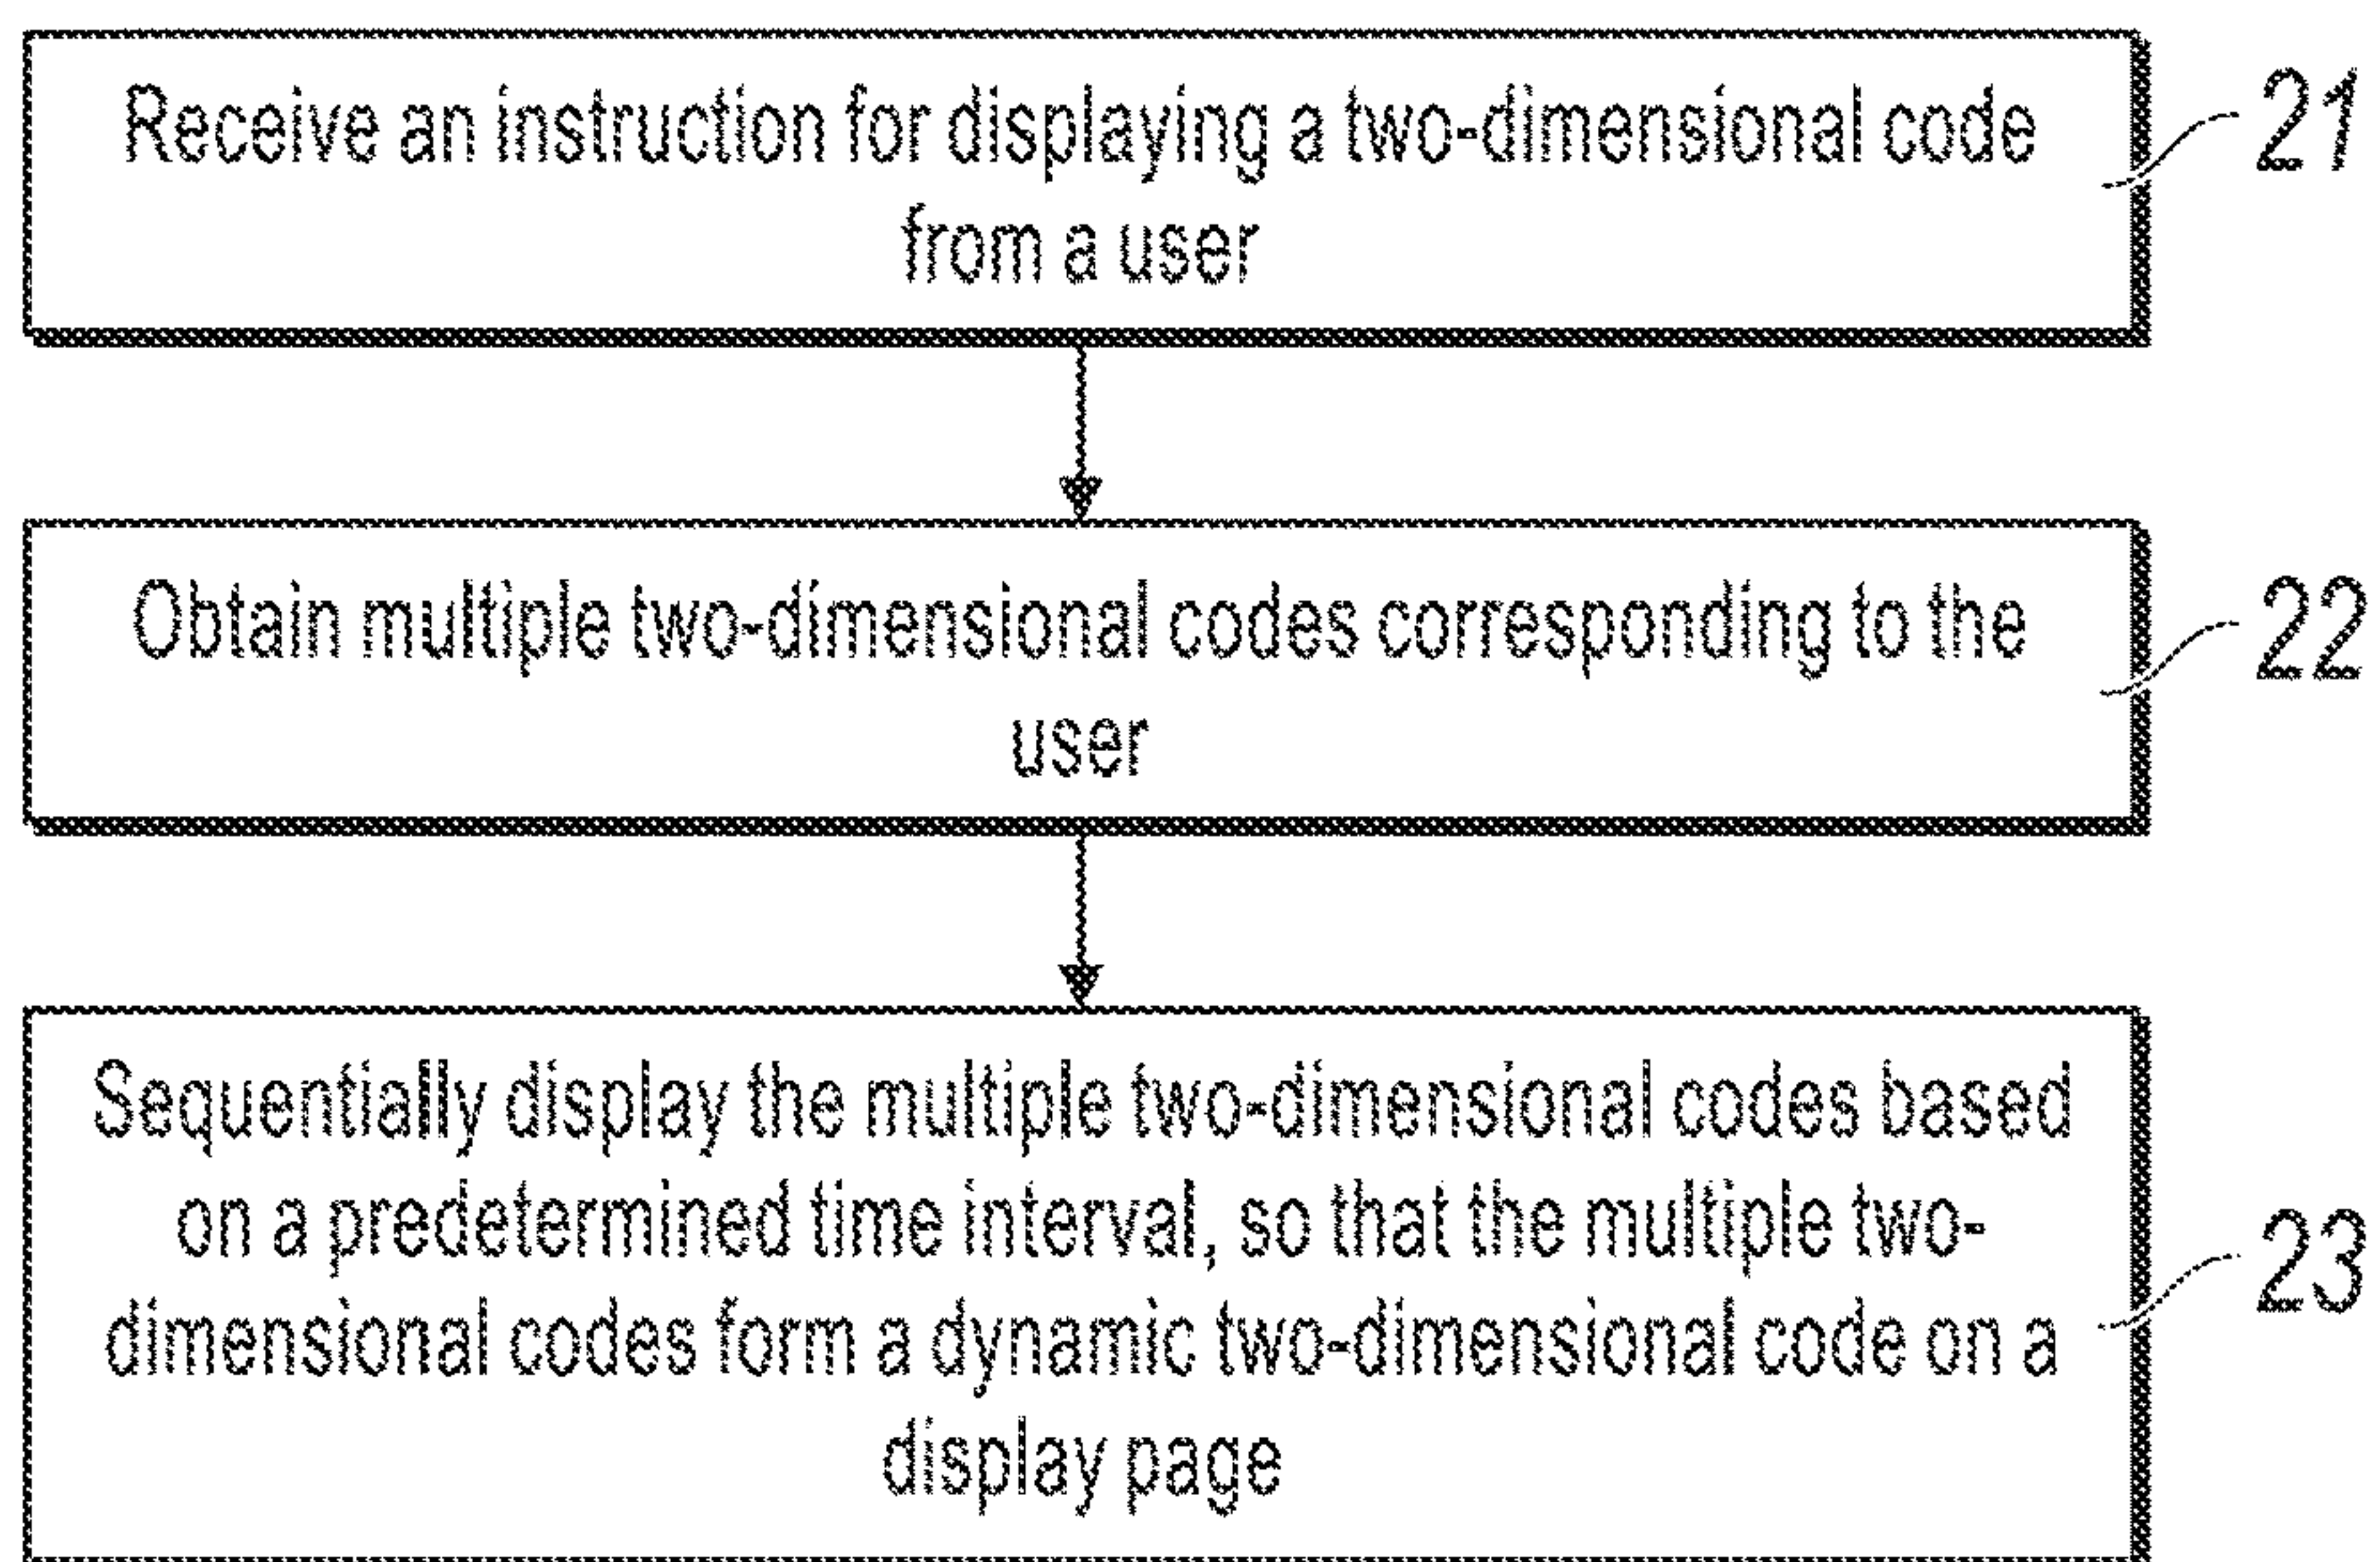 Receive an instruction for displaying a two-dimensional code
from a user
21
Obtain multiple two-dimensional codes corresponding to the
user
22
Sequentially display the multiple two-dimensional codes based
on a predetermined time interval, so that the multiple two-
dimensional codes form a dynamic two-dimensional code on a
display page
23